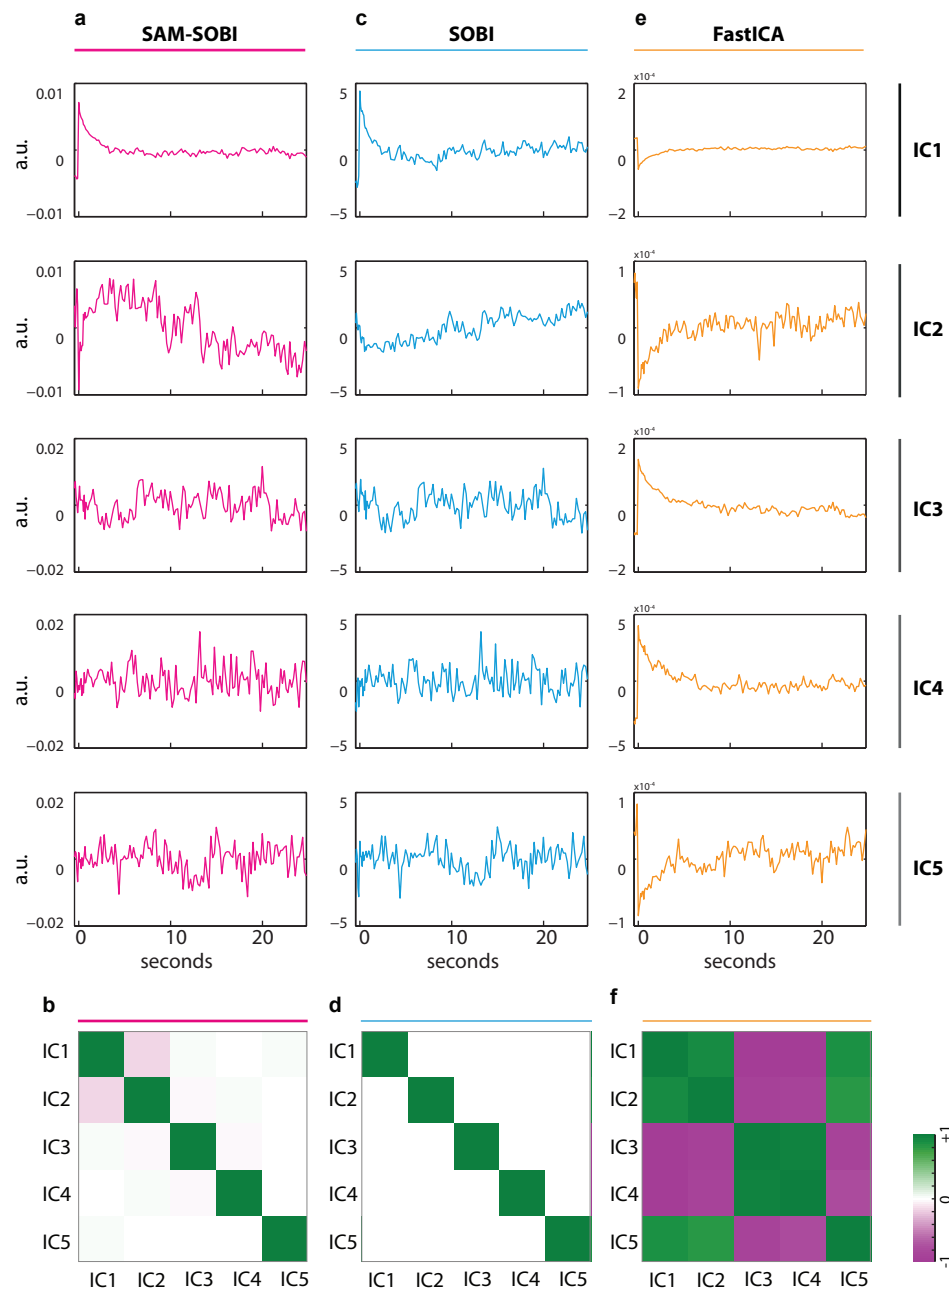 a c e
SAM-SOBI SOBI FastICA
x10-4
0.01 5 2
a.u. 0 0 0 IC1
−0.01 −5 −2
x10-4
0.01 5 1
a.u. 0 0 0 IC2
−0.01 −5 −1
x10-4
0.02 5 2
a.u. 0 0 0 IC3
−0.02 −5 −2
x10-4
0.02 5 5
a.u. 0 0 0 IC4
−0.02 −5 −5
x10-4
0.02 5 1
a.u. 0 0 0 IC5
−0.02 −5 −1
0 10 20 0 10 20 0 10 20
seconds seconds seconds
b d f
IC1 IC1 IC1
IC2 IC2 IC2
IC3 IC3 IC3 +1
IC4 IC4 IC4 0
IC5 IC5 IC5 -1
IC1 IC2 IC3 IC4 IC5 IC1 IC2 IC3 IC4 IC5 IC1 IC2 IC3 IC4 IC5